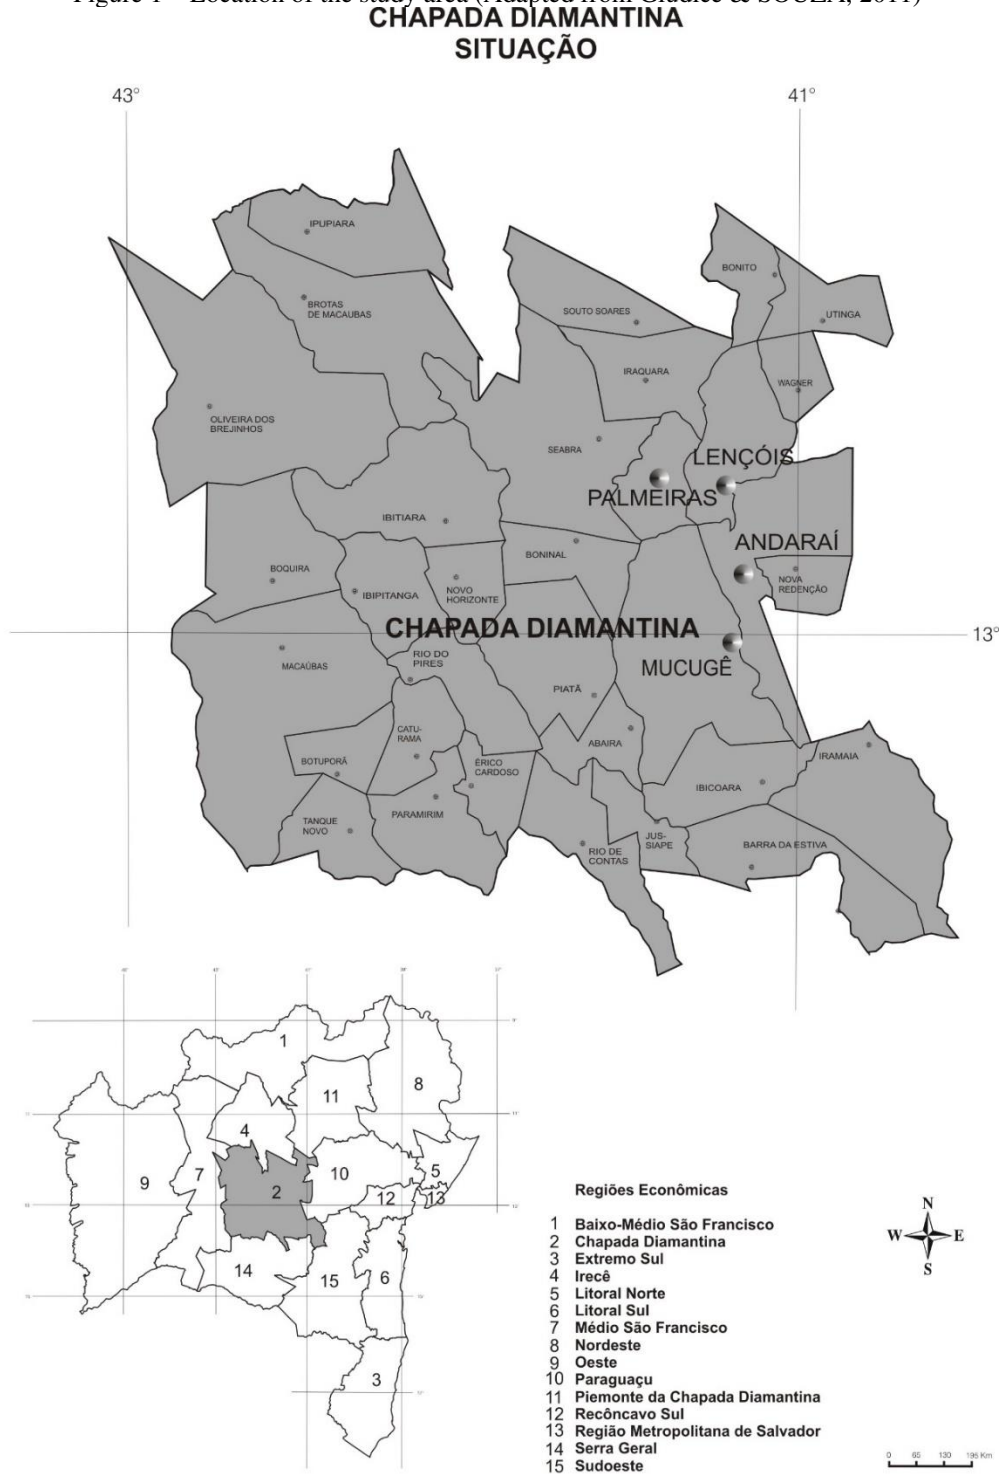 Figure 1 – Location of the study area (Adapted from Giudice & SOUZA, 2011)
CHAPADA DIAMANTINA
SITUAÇÃO
43°
41°
IPUPIARA
BONITO
BROTAS
DE MACAUBAS
SOUTO SOARES
UTINGA
IRAQUARA
WAGNER
OLIVEIRA DOS
BREJINHOS
SEABRA
LENÇÓIS
PALMEIRAS
IBITIARA
ANDARAÍ
BONINAL
BOQUIRA
NOVA
REDENÇÃO
IBIPITANGA
NOVO
HORIZONTE
CHAPADA DIAMANTINA
13°
RIO DO
PIRES
MACAÚBAS
MUCUGÊ
PIATÃ
CATU-
RAMA
ABAIRA
IRAMAIA
BOTUPORÃ
ÉRICO
CARDOSO
IBICOARA
PARAMIRIM
TANQUE
NOVO
JUS-
SIAPE
BARRA DA ESTIVA
RIO DE
CONTAS
1
8
11
4
10
5
9
7
2
12
13
14
15
6
3
Regiões Econômicas
1 Baixo-Médio São Francisco
2 Chapada Diamantina
3 Extremo Sul
4 Irecê
5 Litoral Norte
6 Litoral Sul
7 Médio São Francisco
8 Nordeste
9 Oeste
10 Paraguaçu
11 Piemonte da Chapada Diamantina
12 Recôncavo Sul
13 Região Metropolitana de Salvador
14 Serra Geral
15 Sudoeste
N
W E
S
0 65 130 195 Km